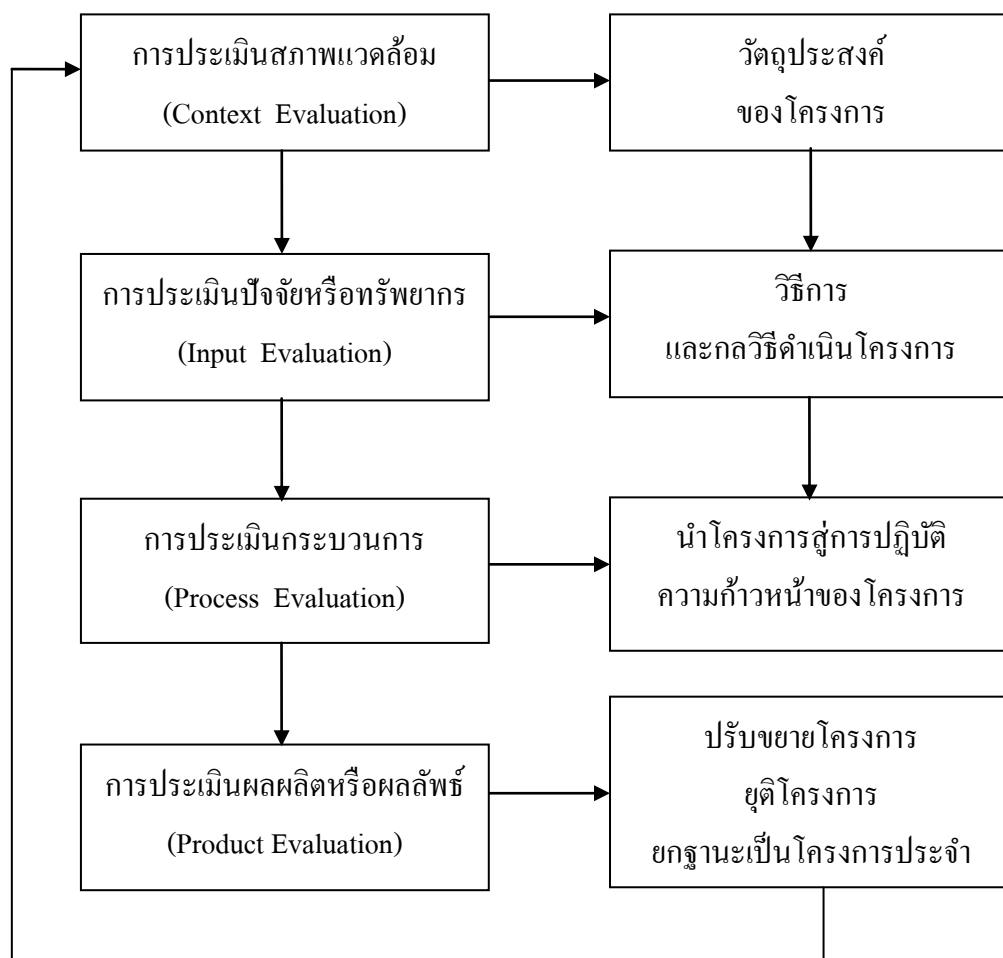 การประเมินสภาพแวดล้อม
(Context Evaluation)
วัตถุประสงค์
ของโครงการ
การประเมินปัจจัยหรือทรัพยากร
(Input Evaluation)
วิธีการ
และกลวิธีดำเนินโครงการ
การประเมินกระบวนการ
(Process Evaluation)
นำโครงการสู่การปฏิบัติ
ความก้าวหน้าของโครงการ
การประเมินผลผลิตหรือผลลัพธ์
(Product Evaluation)
ปรับขยายโครงการ
ยุติโครงการ
ยกฐานะเป็นโครงการประจำ